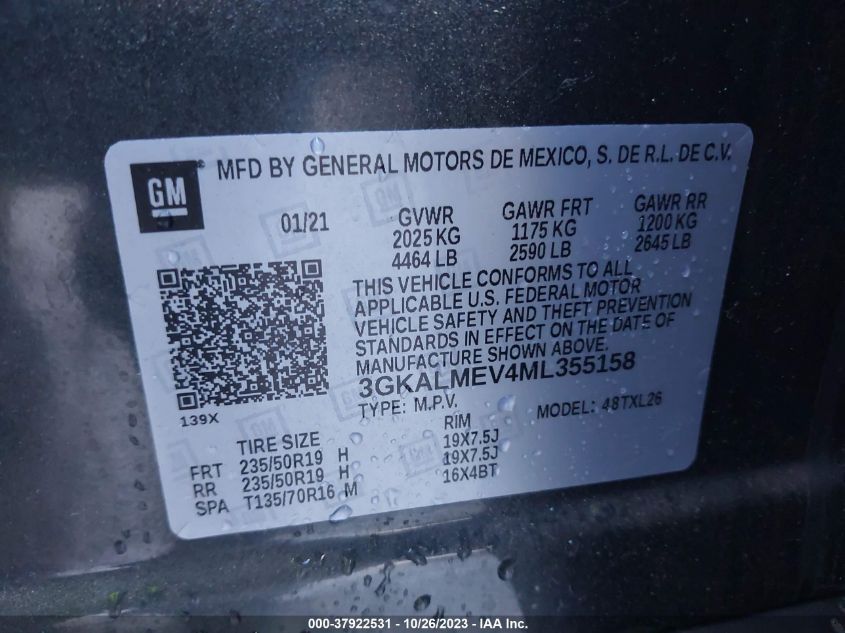 GM
MFD BY GENERAL MOTORS DE MEXICO, S. DE R.L. DE C.V.
01/21 GVWR GAWR FRT GAWR RR
2025 KG 1175 KG 1200 KG
4464 LB 2590 LB 2645 LB
THIS VEHICLE CONFORMS TO ALL
APPLICABLE U.S. FEDERAL MOTOR
VEHICLE SAFETY AND THEFT PREVENTION
STANDARDS IN EFFECT ON THE DATE OF
MANUFACTURE SHOWN ABOVE.
3GKALMEV4ML355158
139X
TYPE: M.P.V. MODEL: 48TXL26
TIRE SIZE RIM
FRT 235/50R19 H 19X7.5J
RR 235/50R19 H 19X7.5J
SPA T135/70R16 M 16X4BT
000-37922531 - 10/26/2023 - IAAI.com